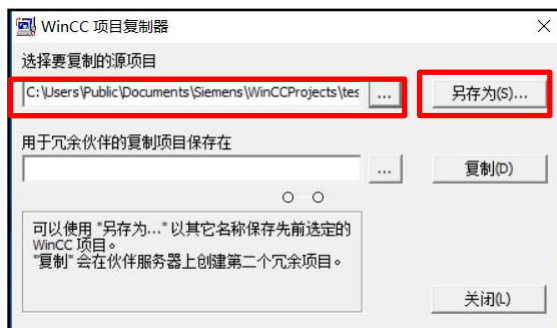 WinCC 项目复制器
选择要复制的源项目
C:\Users\Public\Documents\Siemens\WinCCProjects\tes
...
另存为(S)...
用于冗余伙伴的复制项目保存在
...
复制(D)
可以使用 "另存为..." 以其它名称保存先前选定的
WinCC 项目。
"复制" 会在伙伴服务器上创建第二个冗余项目。
关闭(L)